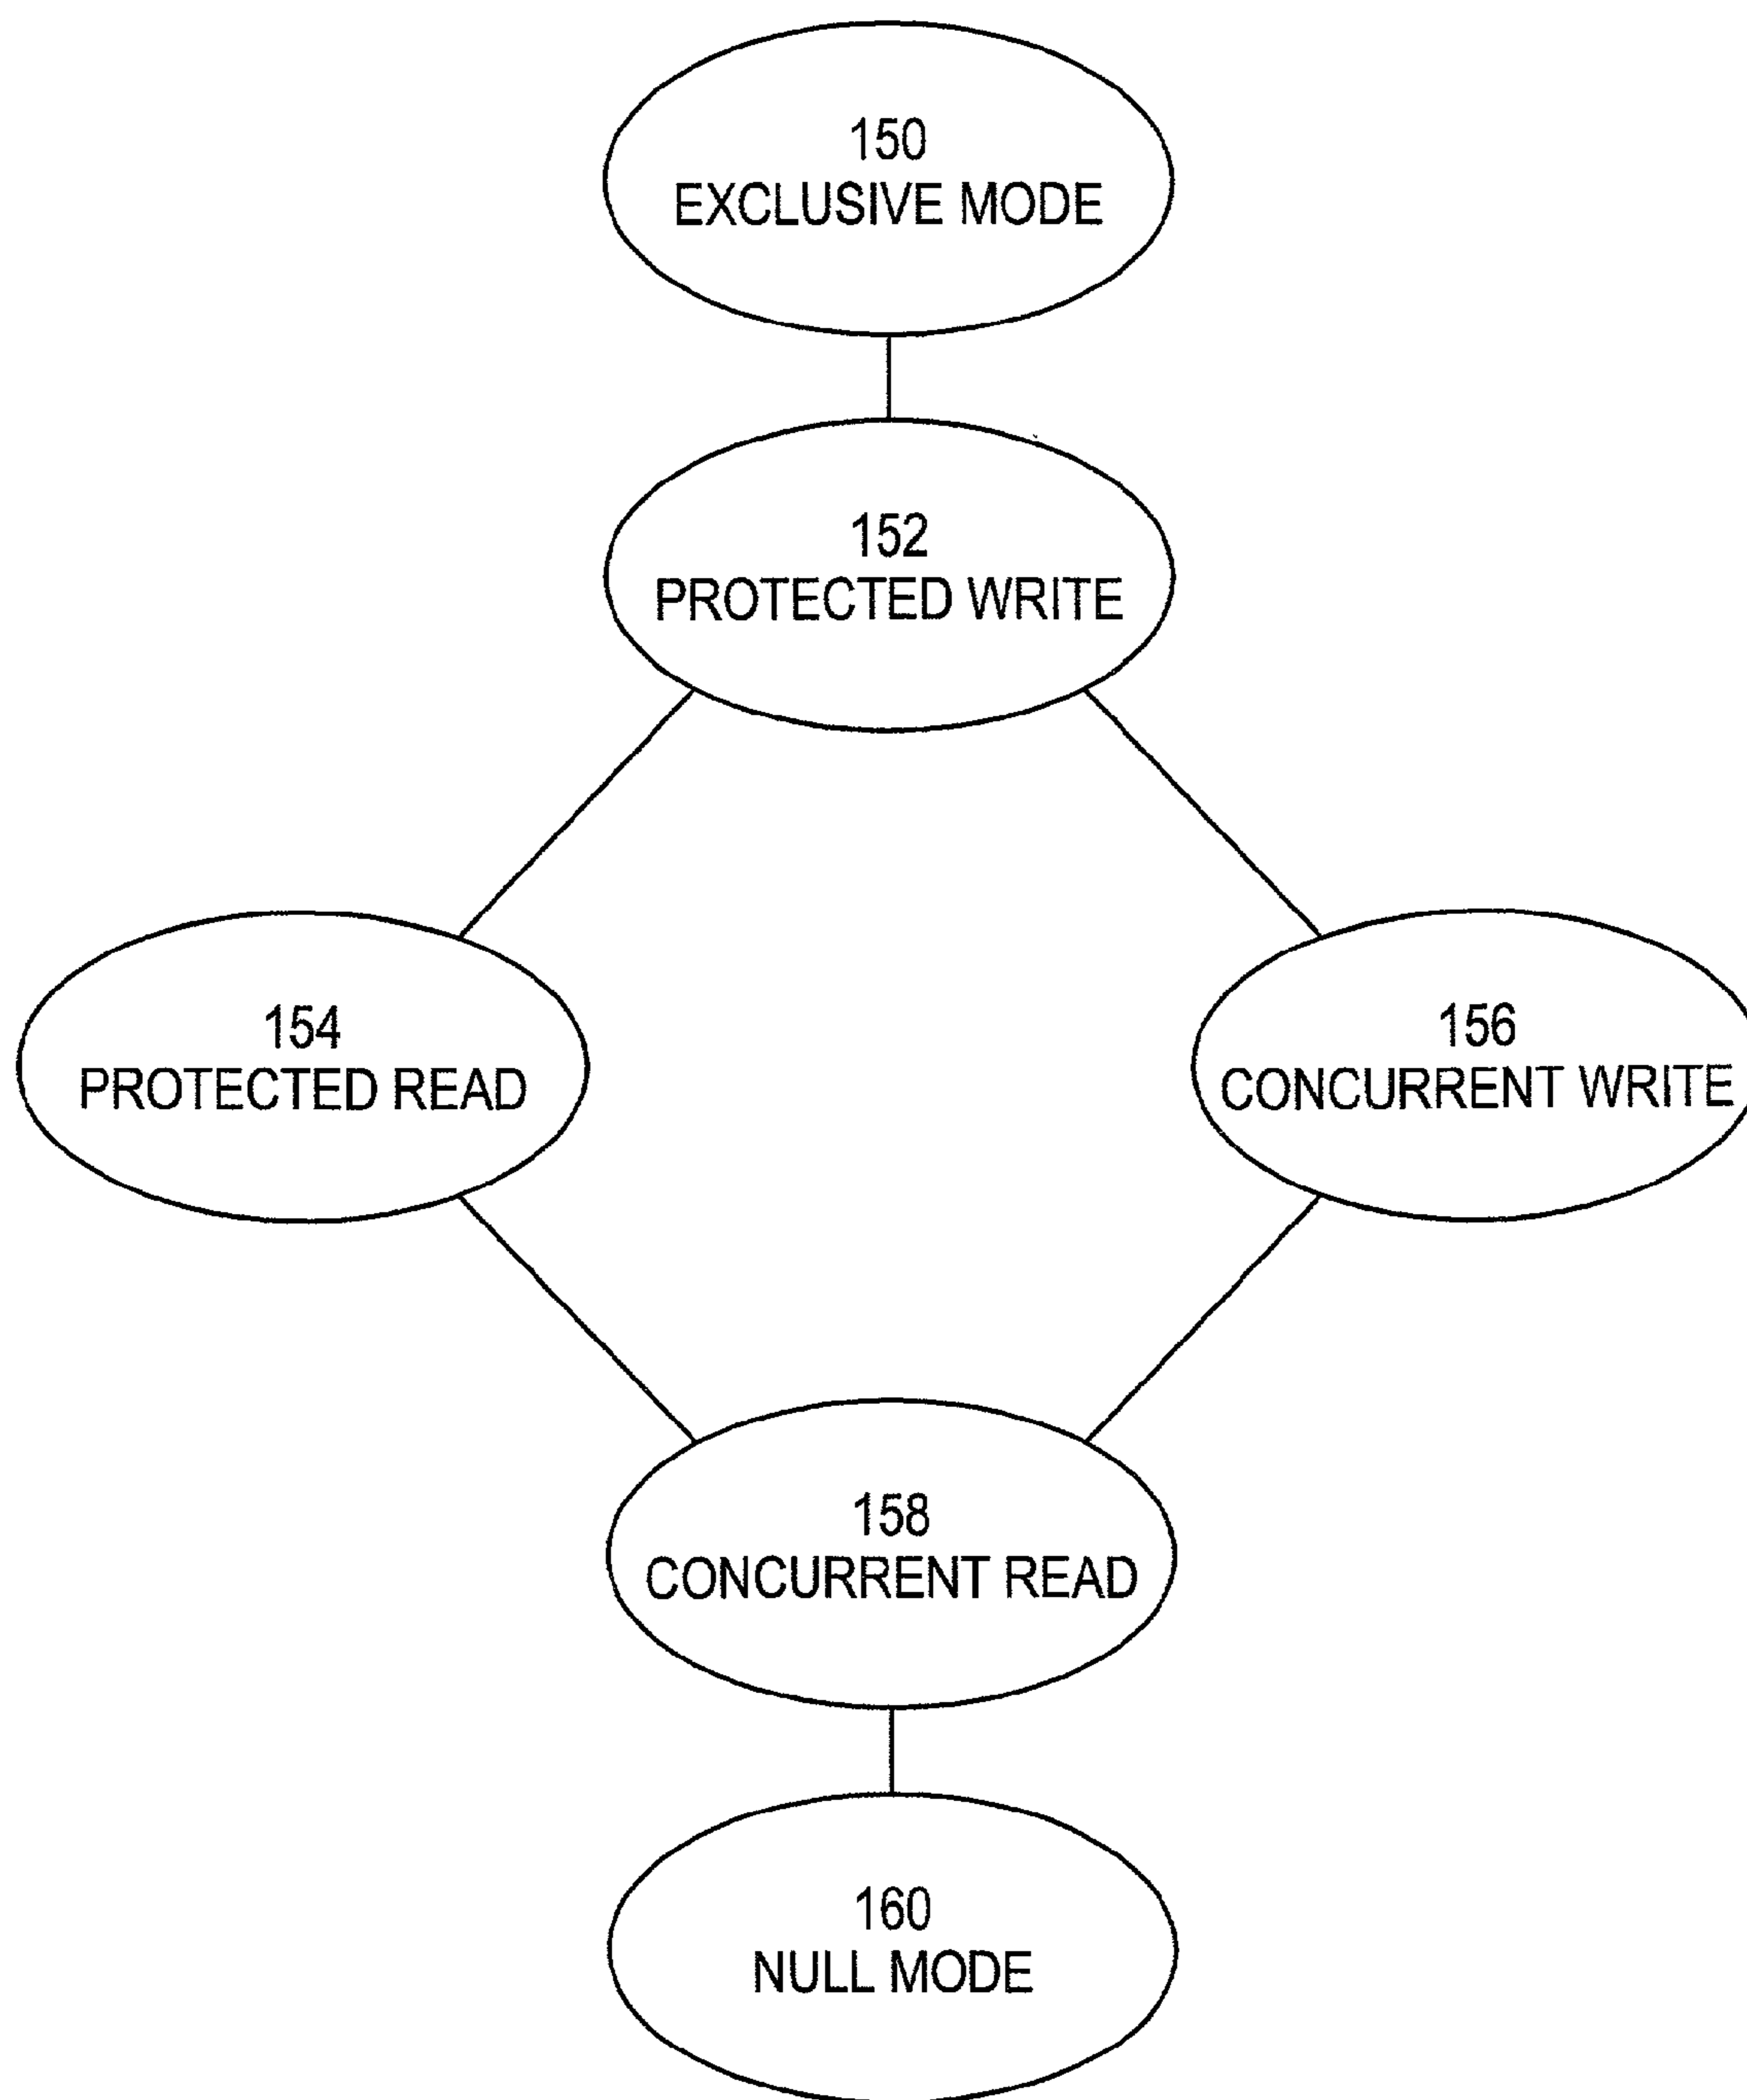 150
EXCLUSIVE MODE
152
PROTECTED WRITE
154
PROTECTED READ
156
CONCURRENT WRITE
158
CONCURRENT READ
160
NULL MODE